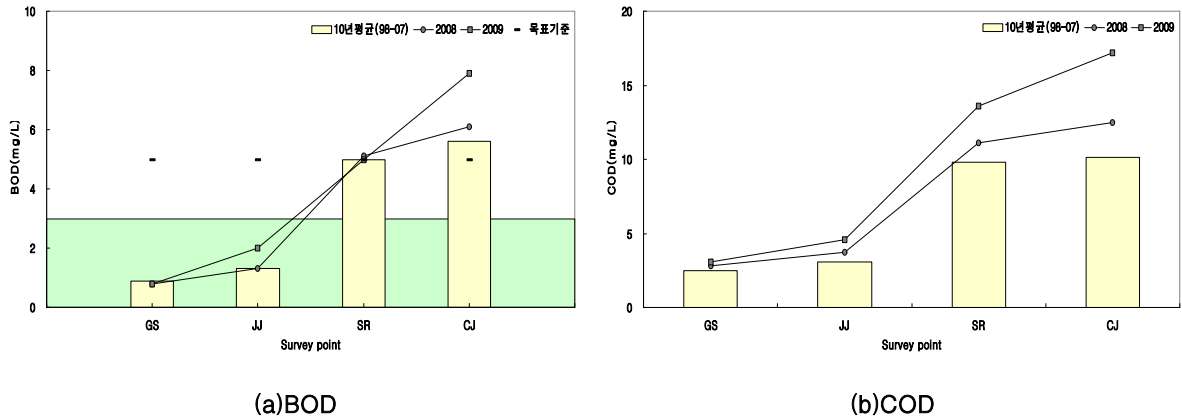 10
8
6
4
2
0
BOD(mg/L)
10년평균(98-07) 2008 2009 목표기준
GS JJ SR CJ
Survey point
(a)BOD
20
15
10
5
0
COD(mg/L)
10년평균(98-07) 2008 2009
GS JJ SR CJ
Survey point
(b)COD